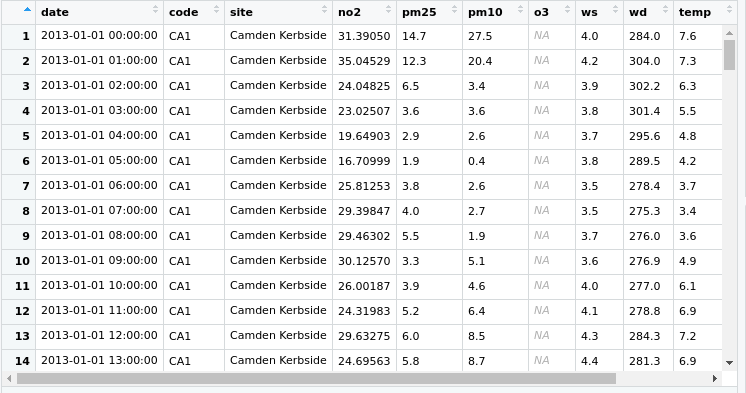 date code site no2 pm25 pm10 o3 ws wd temp
1 2013-01-01 00:00:00 CA1 Camden Kerbside 31.39050 14.7 27.5 NA 4.0 284.0 7.6
2 2013-01-01 01:00:00 CA1 Camden Kerbside 35.04529 12.3 20.4 NA 4.2 304.0 7.3
3 2013-01-01 02:00:00 CA1 Camden Kerbside 24.04825 6.5 3.4 NA 3.9 302.2 6.3
4 2013-01-01 03:00:00 CA1 Camden Kerbside 23.02507 3.6 3.6 NA 3.8 301.4 5.5
5 2013-01-01 04:00:00 CA1 Camden Kerbside 19.64903 2.9 2.6 NA 3.7 295.6 4.8
6 2013-01-01 05:00:00 CA1 Camden Kerbside 16.70999 1.9 0.4 NA 3.8 289.5 4.2
7 2013-01-01 06:00:00 CA1 Camden Kerbside 25.81253 3.8 2.6 NA 3.5 278.4 3.7
8 2013-01-01 07:00:00 CA1 Camden Kerbside 29.39847 4.0 2.7 NA 3.5 275.3 3.4
9 2013-01-01 08:00:00 CA1 Camden Kerbside 29.46302 5.5 1.9 NA 3.7 276.0 3.6
10 2013-01-01 09:00:00 CA1 Camden Kerbside 30.12570 3.3 5.1 NA 3.6 276.9 4.9
11 2013-01-01 10:00:00 CA1 Camden Kerbside 26.00187 3.9 4.6 NA 4.0 277.0 6.1
12 2013-01-01 11:00:00 CA1 Camden Kerbside 24.31983 5.2 6.4 NA 4.1 278.8 6.9
13 2013-01-01 12:00:00 CA1 Camden Kerbside 29.63275 6.0 8.5 NA 4.3 284.3 7.2
14 2013-01-01 13:00:00 CA1 Camden Kerbside 24.69563 5.8 8.7 NA 4.4 281.3 6.9